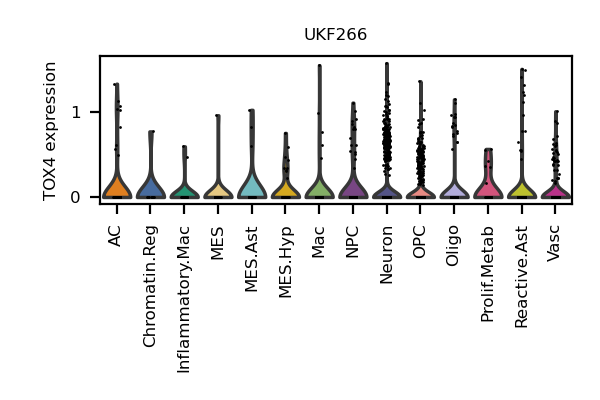 UKF266
TOX4 expression
1
0
AC
Chromatin.Reg
Inflammatory.Mac
MES
MES.Ast
MES.Hyp
Mac
NPC
Neuron
OPC
Oligo
Prolif.Metab
Reactive.Ast
Vasc